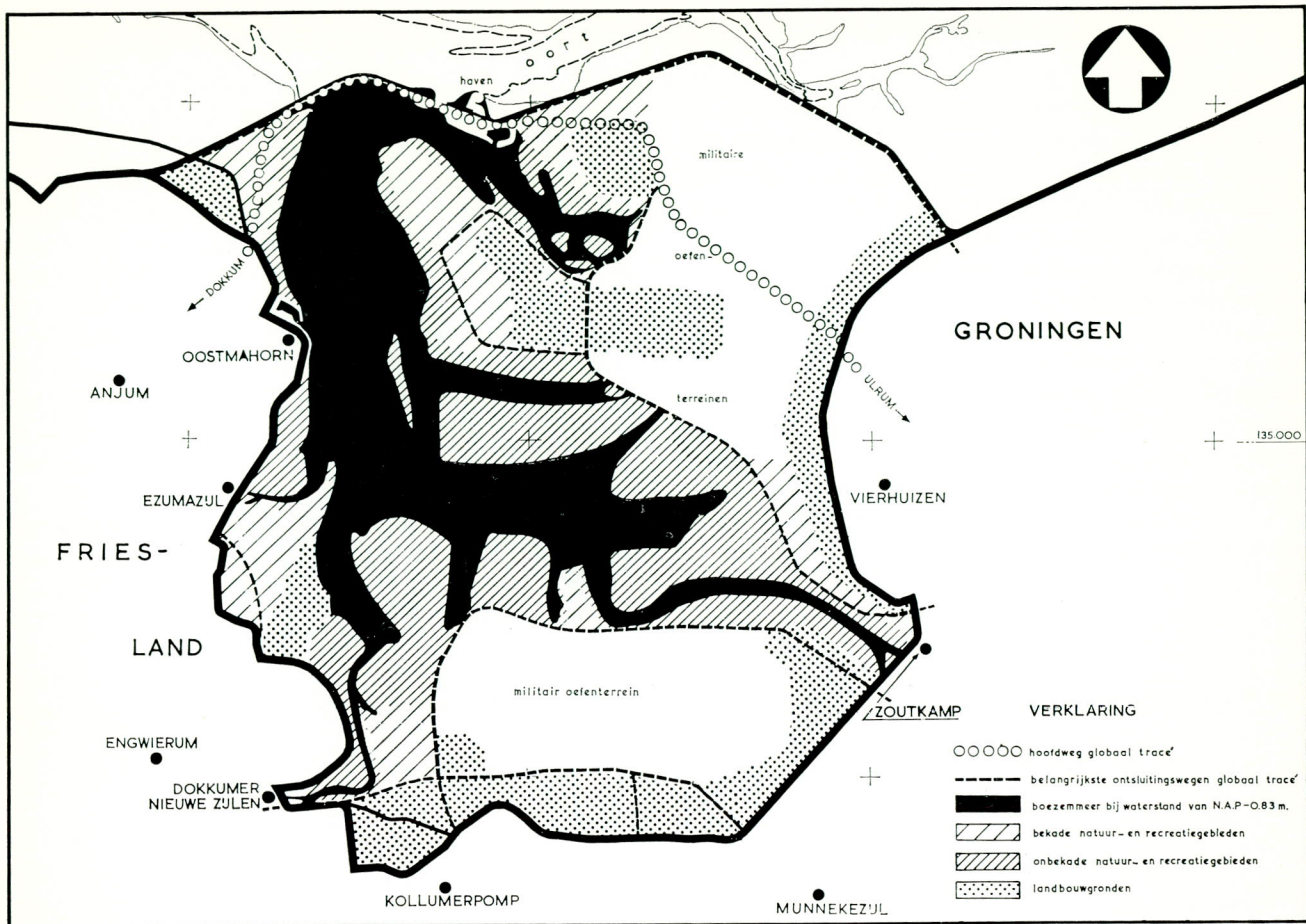 haven
oort
militaire
oefen-
terreinen
DOKKUM
OOSTMAHORN
ANJUM
GRONINGEN
ULRUM
135.000
EZUMAZIJL
VIERHUIZEN
FRIES-
LAND
militair oefenterrein
ZOUTKAMP
ENGWIERUM
DOKKUMER
NIEUWE ZIJLEN
KOLLUMERPOMP
MUNNEKEZIJL
VERKLARING
hoofdweg globaal trace'
belangrijkste ontsluitingswegen globaal trace'
boezemmeer bij waterstand van N.A.P-0.83 m.
bekade natuur- en recreatiegebieden
onbekade natuur- en recreatiegebieden
landbouwgronden